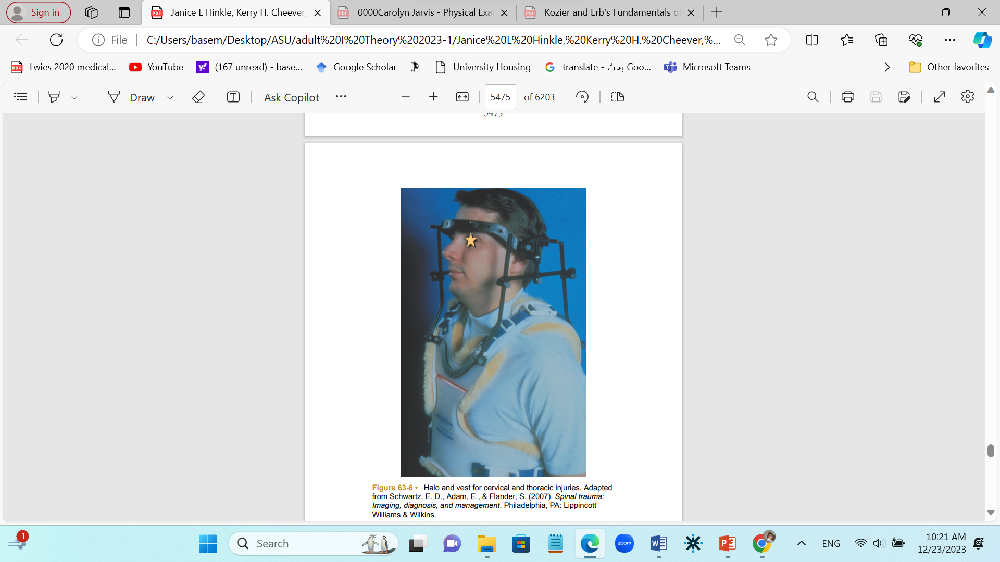 Sign in
Janice L Hinkle, Kerry H. Cheever,
0000Carolyn Jarvis - Physical Exa
Kozier and Erb's Fundamentals o
File
C:/Users/basem/Desktop/ASU/adult%20I%20Theory%202023-1/Janice%20L%20Hinkle,%20Kerry%20H.%20Cheever,%...
Lwies 2020 medical...
YouTube
(167 unread) - base...
Google Scholar
University Housing
translate - بحث Goo...
Microsoft Teams
Other favorites
Draw
Ask Copilot
5475
of 6203
Figure 63-6 • Halo and vest for cervical and thoracic injuries. Adapted
from Schwartz, E. D., Adam, E., & Flander, S. (2007). Spinal trauma:
Imaging, diagnosis, and management. Philadelphia, PA: Lippincott
Williams & Wilkins.
1
Search
zoom
ENG
10:21 AM
12/23/2023